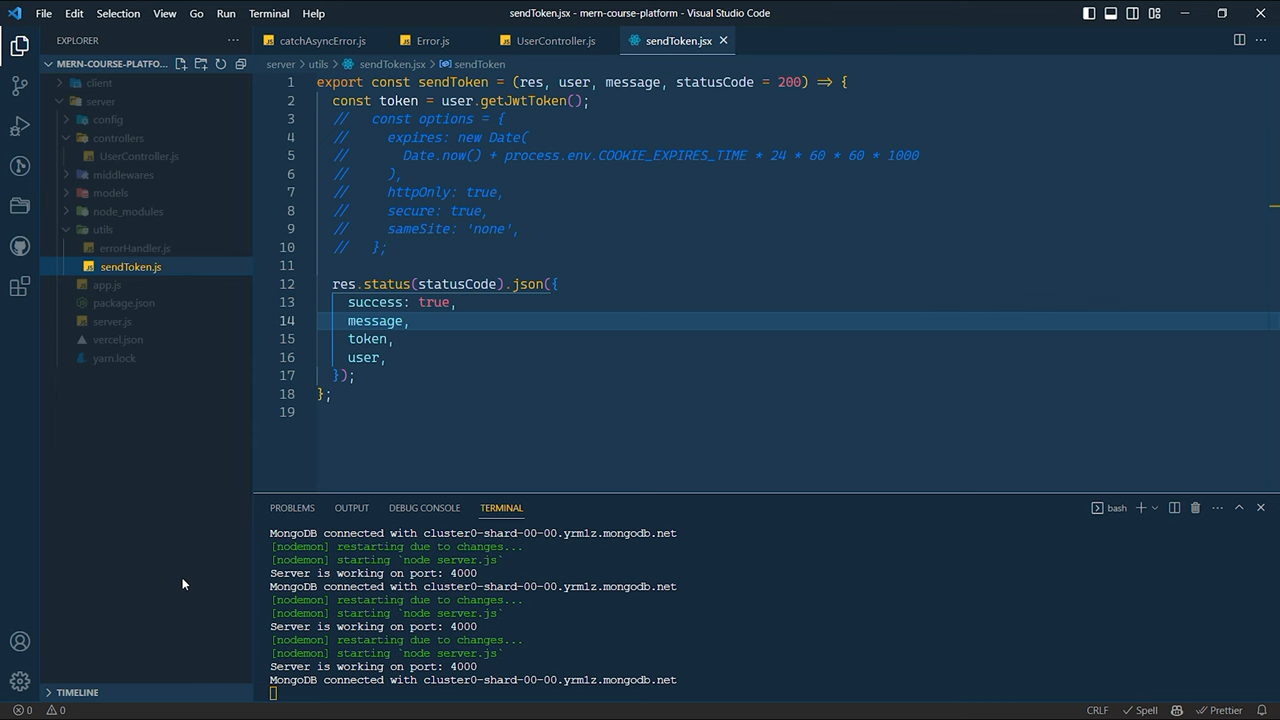 File Edit Selection View Go Run Terminal Help
sendToken.jsx - mern-course-platform - Visual Studio Code
EXPLORER
MERN-COURSE-PLATFO...
client
server
config
controllers
UserController.js
middlewares
models
node_modules
utils
errorHandler.js
sendToken.js
app.js
package.json
server.js
vercel.json
yarn.lock
TIMELINE
catchAsyncError.js Error.js UserController.js sendToken.jsx
server > utils > sendToken.jsx > sendToken
1 export const sendToken = (res, user, message, statusCode = 200) => {
2 const token = user.getJwtToken();
3 // const options = {
4 // expires: new Date(
5 // Date.now() + process.env.COOKIE_EXPIRES_TIME * 24 * 60 * 60 * 1000
6 // ),
7 // httpOnly: true,
8 // secure: true,
9 // sameSite: 'none',
10 // };
11
12 res.status(statusCode).json({
13 success: true,
14 message,
15 token,
16 user,
17 });
18 };
19
PROBLEMS OUTPUT DEBUG CONSOLE TERMINAL
bash
MongoDB connected with cluster0-shard-00-00.yrmlz.mongodb.net
[nodemon] restarting due to changes...
[nodemon] starting `node server.js`
Server is working on port: 4000
MongoDB connected with cluster0-shard-00-00.yrmlz.mongodb.net
[nodemon] restarting due to changes...
[nodemon] starting `node server.js`
Server is working on port: 4000
[nodemon] restarting due to changes...
[nodemon] starting `node server.js`
Server is working on port: 4000
MongoDB connected with cluster0-shard-00-00.yrmlz.mongodb.net
0 0
CRLF Spell Prettier